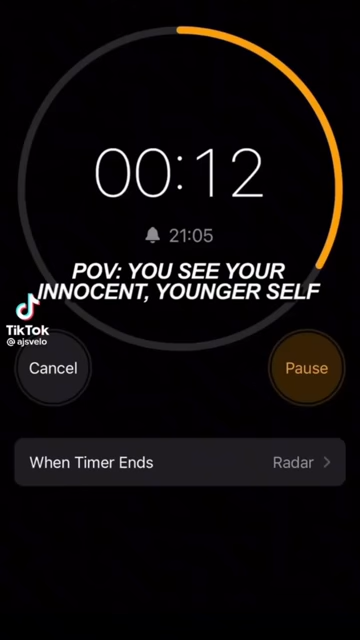 00:12
21:05
POV: YOU SEE YOUR
INNOCENT, YOUNGER SELF
TikTok
@ajsvelo
Cancel
Pause
When Timer Ends
Radar